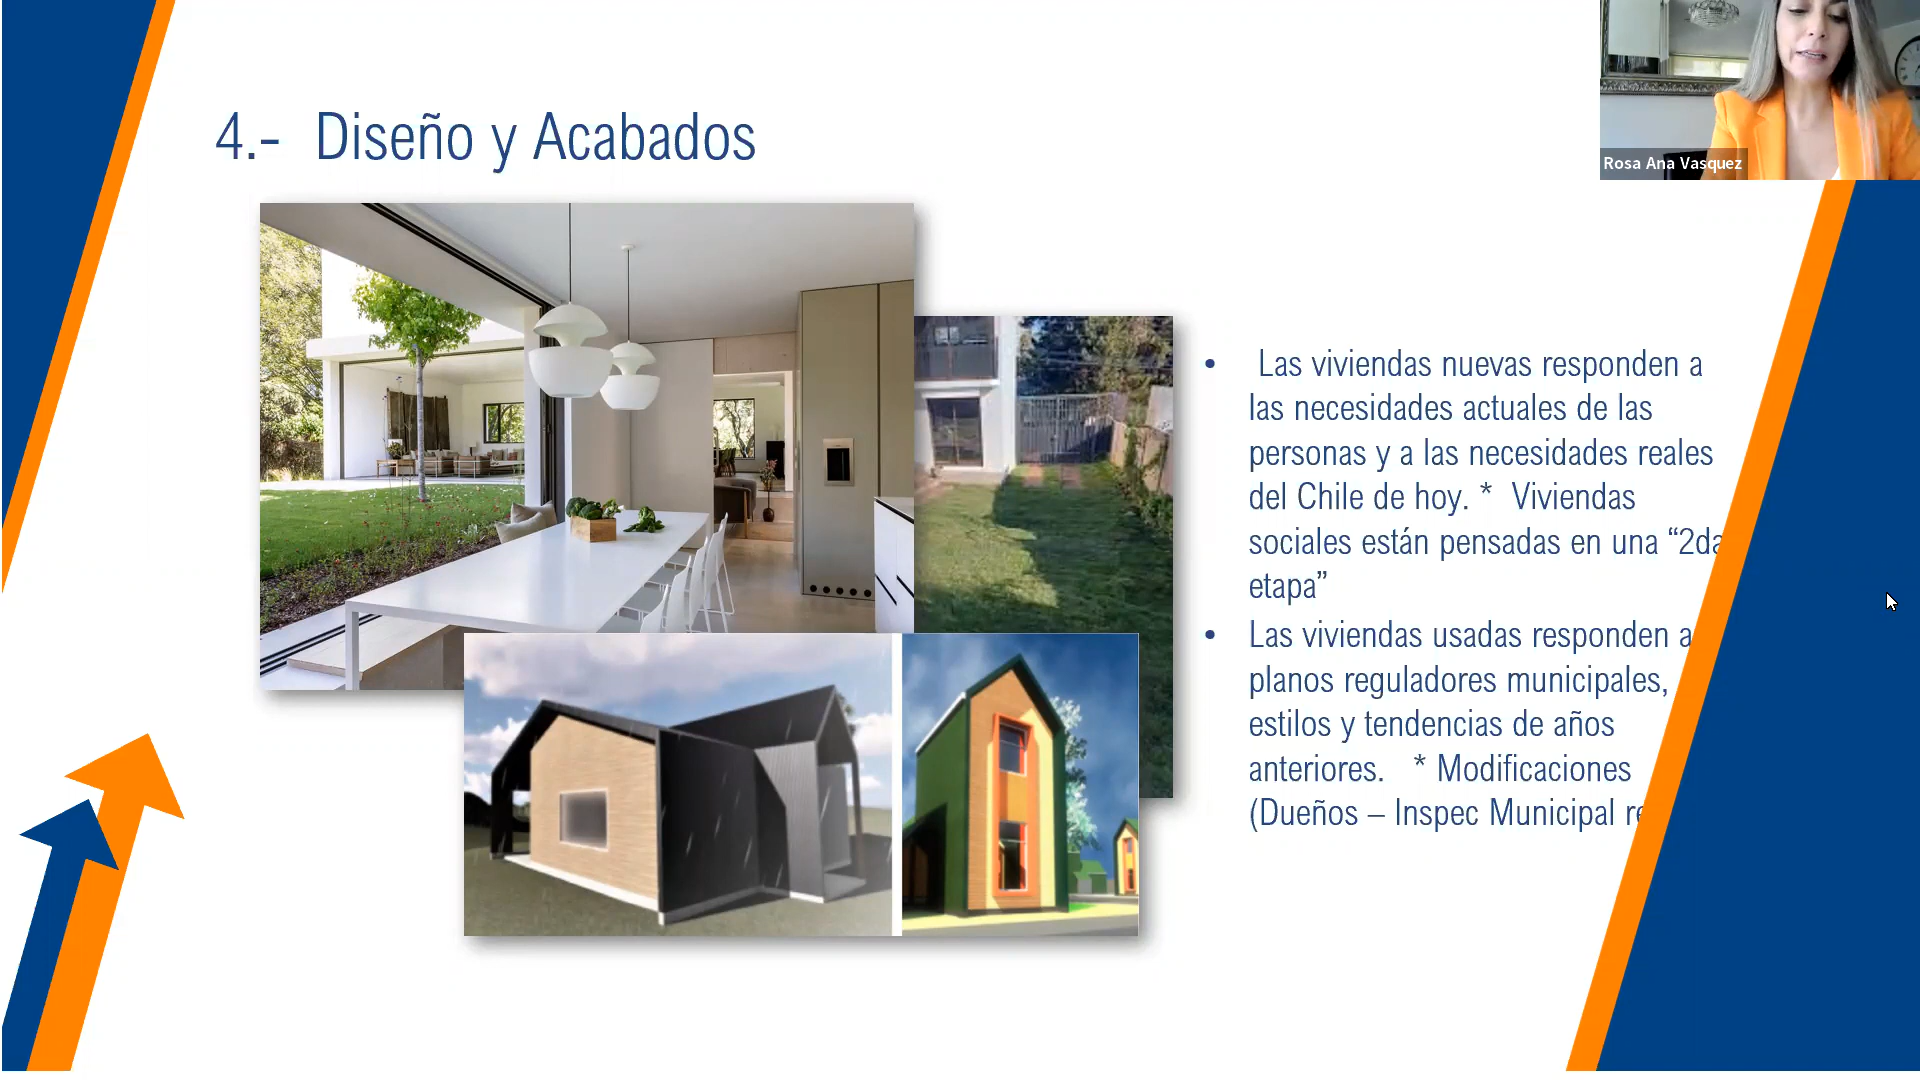 4.- Diseño y Acabados
Rosa Ana Vasquez
• Las viviendas nuevas responden a
las necesidades actuales de las
personas y a las necesidades reales
del Chile de hoy. * Viviendas
sociales están pensadas en una “2da
etapa”
• Las viviendas usadas responden a
planos reguladores municipales,
estilos y tendencias de años
anteriores. * Modificaciones
(Dueños – Inspec Municipal